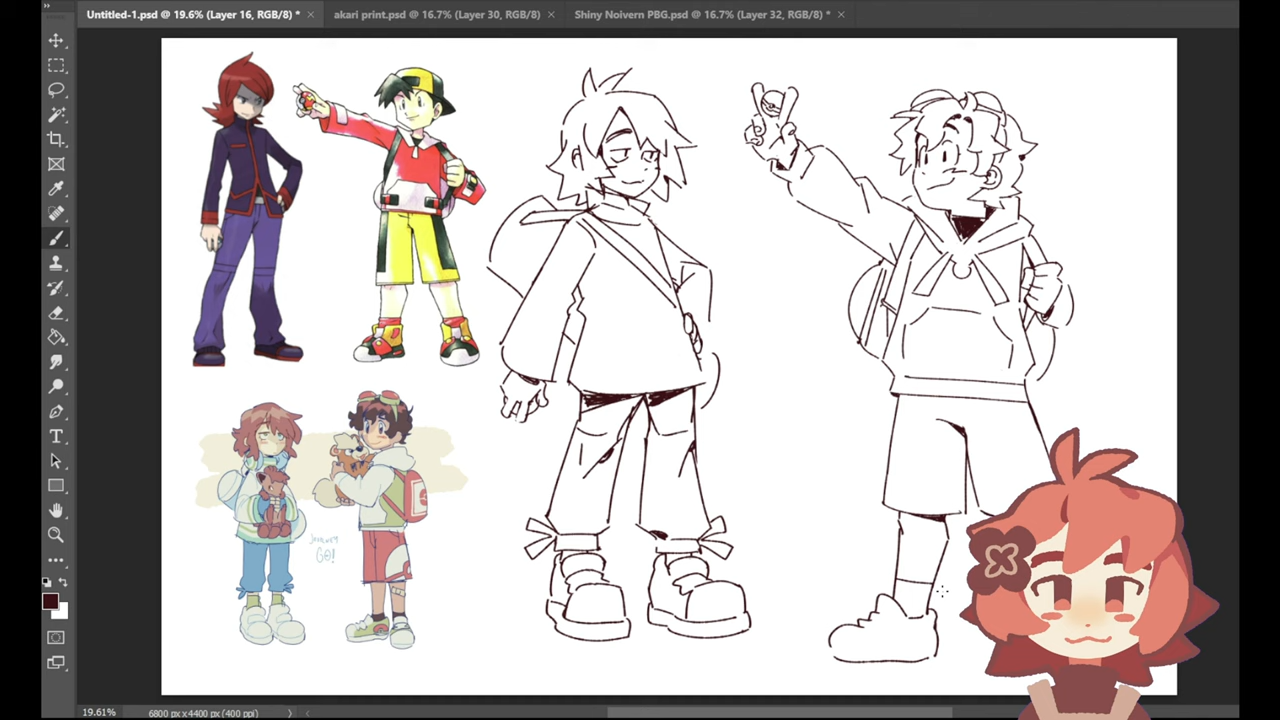 Untitled-1.psd @ 19.6% (Layer 16, RGB/8) *
akari print.psd @ 16.7% (Layer 30, RGB/8)
Shiny Noivern PBG.psd @ 16.7% (Layer 32, RGB/8) *
GO!
19.61%
6800 px x 4400 px (400 ppi)